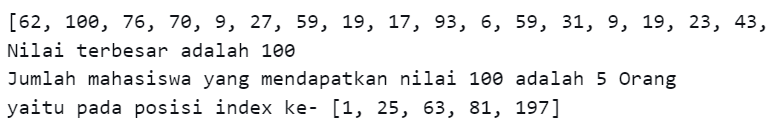 [62, 100, 76, 70, 9, 27, 59, 19, 17, 93, 6, 59, 31, 9, 19, 23, 43,
Nilai terbesar adalah 100
Jumlah mahasiswa yang mendapatkan nilai 100 adalah 5 Orang
yaitu pada posisi index ke- [1, 25, 63, 81, 197]